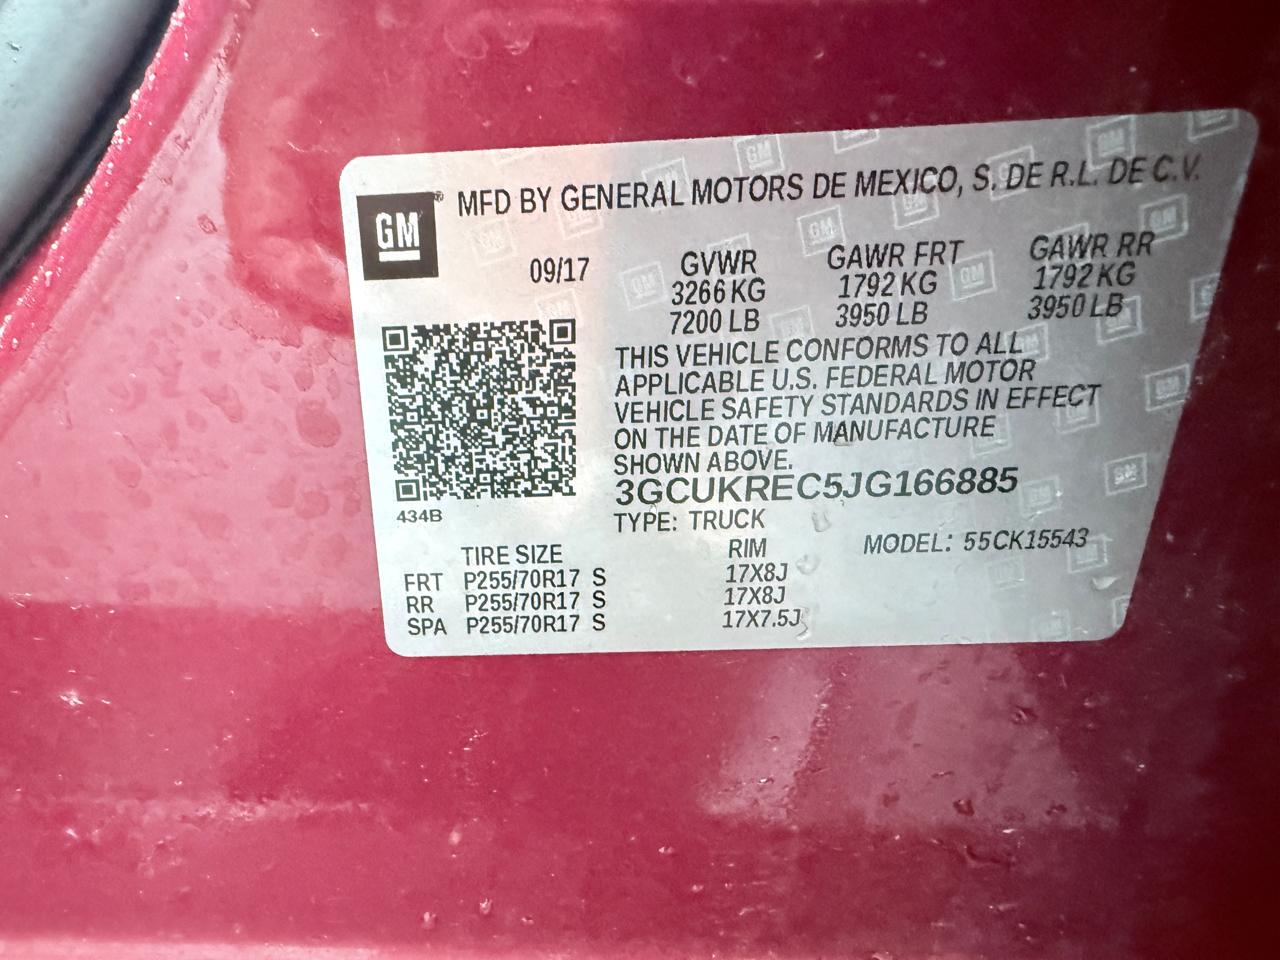 GM
MFD BY GENERAL MOTORS DE MEXICO, S. DE R.L. DE C.V.
09/17 GVWR GAWR FRT GAWR RR
3266 KG 1792 KG 1792 KG
7200 LB 3950 LB 3950 LB
THIS VEHICLE CONFORMS TO ALL
APPLICABLE U.S. FEDERAL MOTOR
VEHICLE SAFETY STANDARDS IN EFFECT
ON THE DATE OF MANUFACTURE
SHOWN ABOVE.
3GCUKREC5JG166885
434B
TYPE: TRUCK
TIRE SIZE RIM MODEL: 55CK15543
FRT P255/70R17 S 17X8J
RR P255/70R17 S 17X8J
SPA P255/70R17 S 17X7.5J